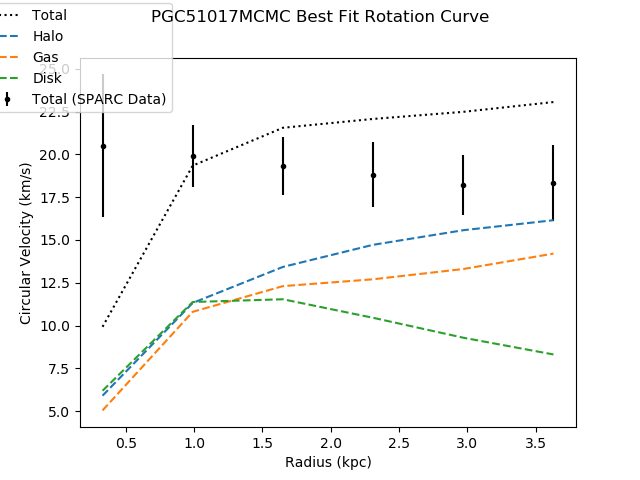 PGC51017MCMC Best Fit Rotation Curve
Total
Halo
Gas
Disk
Total (SPARC Data)
25.0
22.5
20.0
17.5
15.0
12.5
10.0
7.5
5.0
Circular Velocity (km/s)
0.5 1.0 1.5 2.0 2.5 3.0 3.5
Radius (kpc)